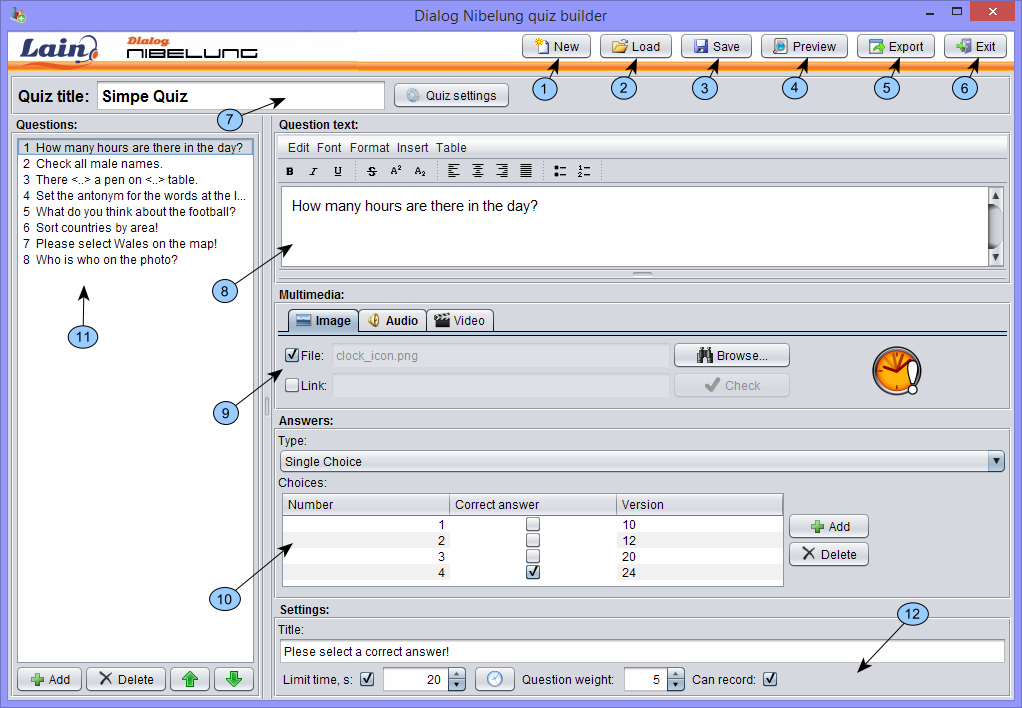 Dialog Nibelung quiz builder
Lain
Dialog
NIBELUNG
New Load Save Preview Export Exit
1 2 3 4 5 6
Quiz title: Simpe Quiz Quiz settings
7
Questions:
1 How many hours are there in the day?
2 Check all male names.
3 There <..> a pen on <..> table.
4 Set the antonym for the words at the l...
5 What do you think about the football?
6 Sort countries by area!
7 Please select Wales on the map!
8 Who is who on the photo?
11
Add Delete
Question text:
Edit Font Format Insert Table
B I U S A² A₂
How many hours are there in the day?
8
Multimedia:
Image Audio Video
File: clock_icon.png Browse...
Link: Check
9
Answers:
Type:
Single Choice
Choices:
Number Correct answer Version
1 10
2 12
3 20
4 24
Add
Delete
10
Settings:
12
Title:
Plese select a correct answer!
Limit time, s: 20 Question weight: 5 Can record: